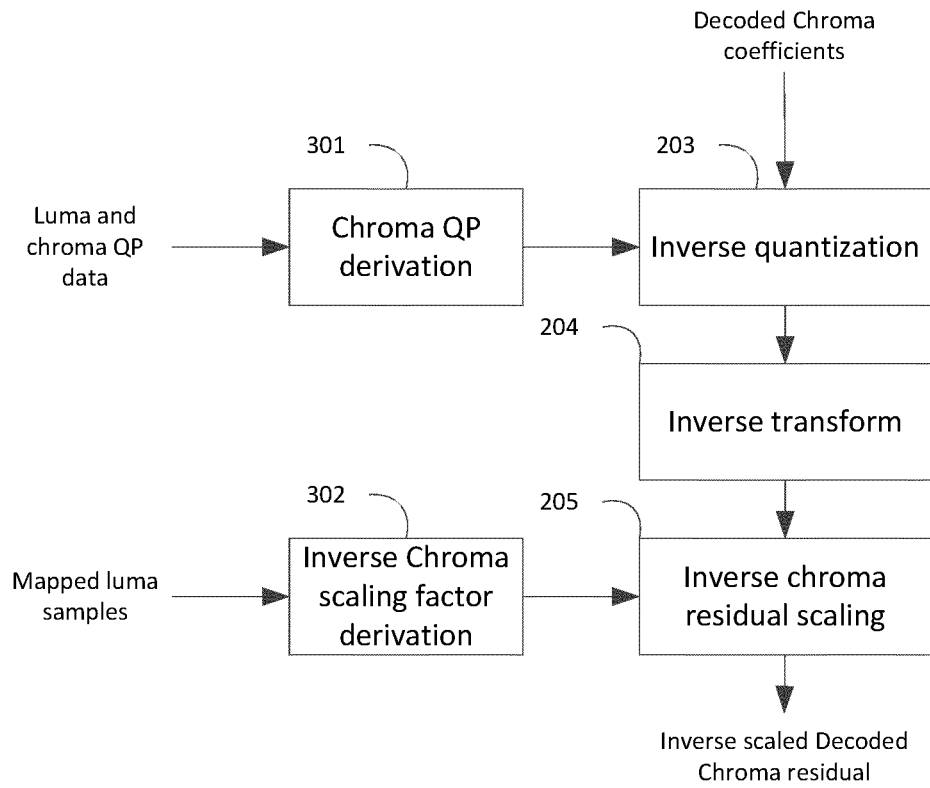 Decoded Chroma
coefficients
301
203
Luma and
chroma QP
data
Chroma QP
derivation
Inverse quantization
204
Inverse transform
302
205
Mapped luma
samples
Inverse Chroma
scaling factor
derivation
Inverse chroma
residual scaling
Inverse scaled Decoded
Chroma residual